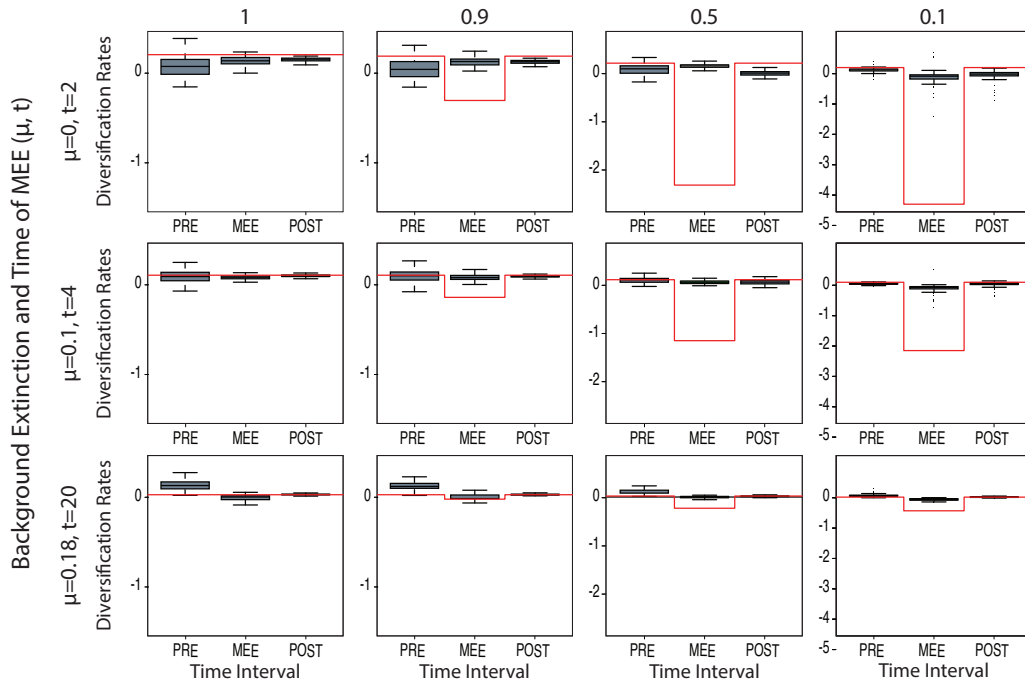 1 0.9 0.5 0.1
Background Extinction and Time of MEE (μ, t)
μ=0, t=2
Diversification Rates
0 0 0 0
-1 -1 -1 -1
-2 -2
-3
-4
-5
PRE MEE POST PRE MEE POST PRE MEE POST PRE MEE POST
μ=0.1, t=4
Diversification Rates
0 0 0 0
-1 -1 -1 -1
-2 -2
-3
-4
-5
PRE MEE POST PRE MEE POST PRE MEE POST PRE MEE POST
μ=0.18, t=20
Diversification Rates
0 0 0 0
-1 -1 -1 -1
-2 -2
-3
-4
-5
PRE MEE POST PRE MEE POST PRE MEE POST PRE MEE POST
Time Interval Time Interval Time Interval Time Interval